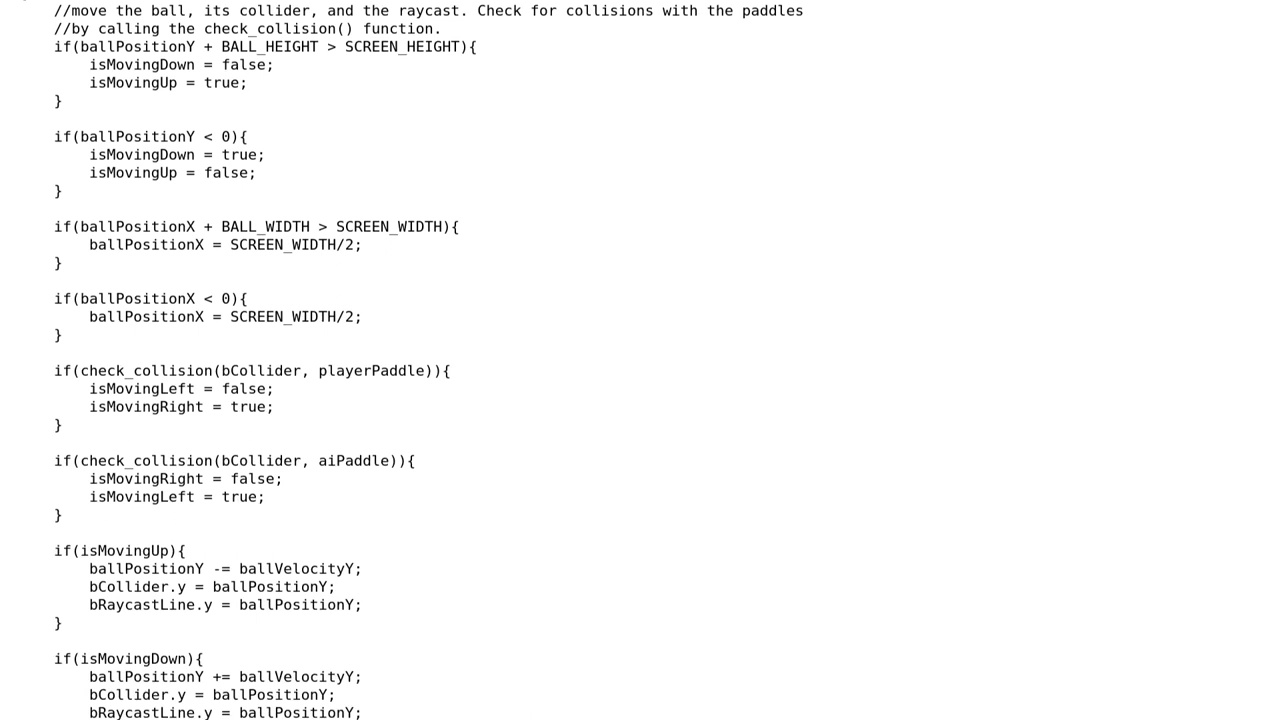 //move the ball, its collider, and the raycast. Check for collisions with the paddles
//by calling the check_collision() function.
if(ballPositionY + BALL_HEIGHT > SCREEN_HEIGHT){
    isMovingDown = false;
    isMovingUp = true;
}

if(ballPositionY < 0){
    isMovingDown = true;
    isMovingUp = false;
}

if(ballPositionX + BALL_WIDTH > SCREEN_WIDTH){
    ballPositionX = SCREEN_WIDTH/2;
}

if(ballPositionX < 0){
    ballPositionX = SCREEN_WIDTH/2;
}

if(check_collision(bCollider, playerPaddle)){
    isMovingLeft = false;
    isMovingRight = true;
}

if(check_collision(bCollider, aiPaddle)){
    isMovingRight = false;
    isMovingLeft = true;
}

if(isMovingUp){
    ballPositionY -= ballVelocityY;
    bCollider.y = ballPositionY;
    bRaycastLine.y = ballPositionY;
}

if(isMovingDown){
    ballPositionY += ballVelocityY;
    bCollider.y = ballPositionY;
    bRaycastLine.y = ballPositionY;